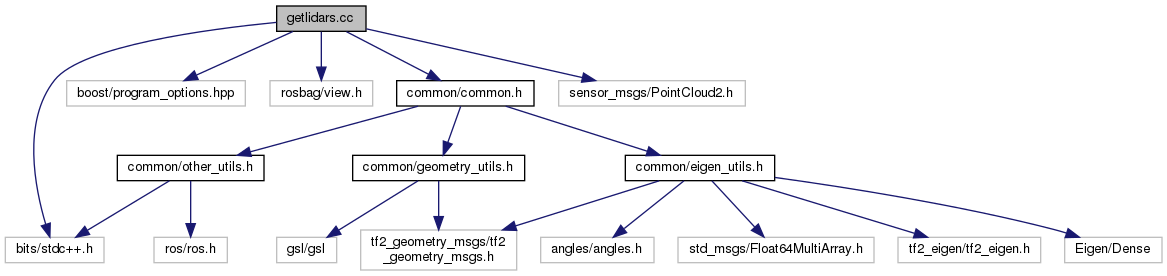 getlidars.cc
boost/program_options.hpp
rosbag/view.h
common/common.h
sensor_msgs/PointCloud2.h
common/other_utils.h
common/geometry_utils.h
common/eigen_utils.h
bits/stdc++.h
ros/ros.h
gsl/gsl
tf2_geometry_msgs/tf2
_geometry_msgs.h
angles/angles.h
std_msgs/Float64MultiArray.h
tf2_eigen/tf2_eigen.h
Eigen/Dense